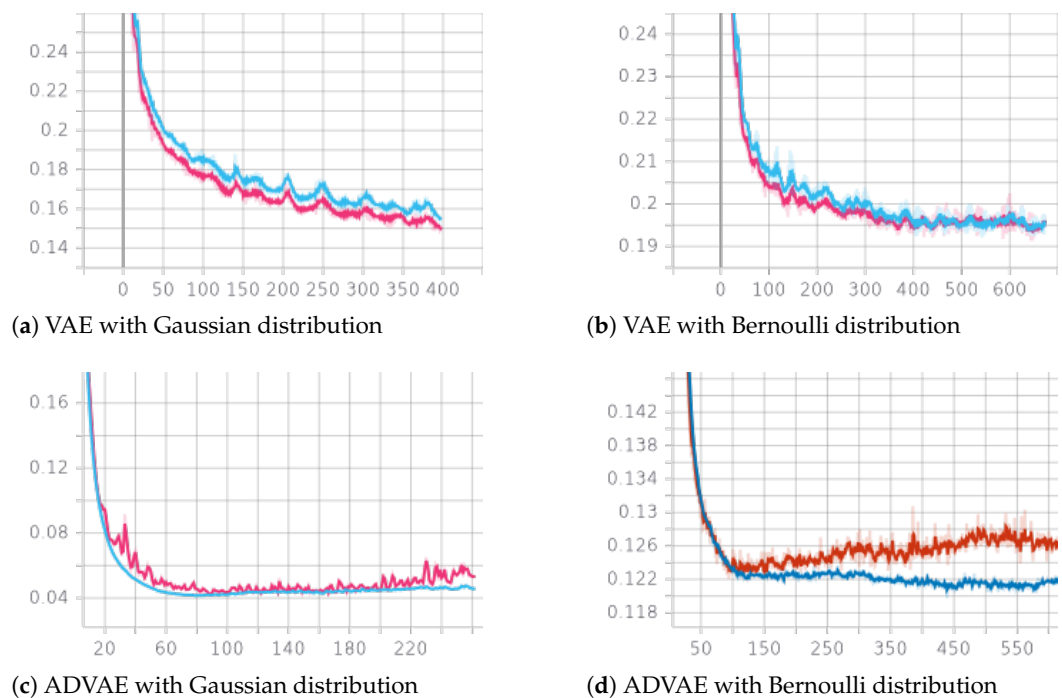 0.24
0.22
0.2
0.18
0.16
0.14
0 50 100 150 200 250 300 350 400
(a) VAE with Gaussian distribution
0.24
0.23
0.22
0.21
0.2
0.19
0 100 200 300 400 500 600
(b) VAE with Bernoulli distribution
0.16
0.12
0.08
0.04
20 60 100 140 180 220
(c) ADVAE with Gaussian distribution
0.142
0.138
0.134
0.13
0.126
0.122
0.118
50 150 250 350 450 550
(d) ADVAE with Bernoulli distribution